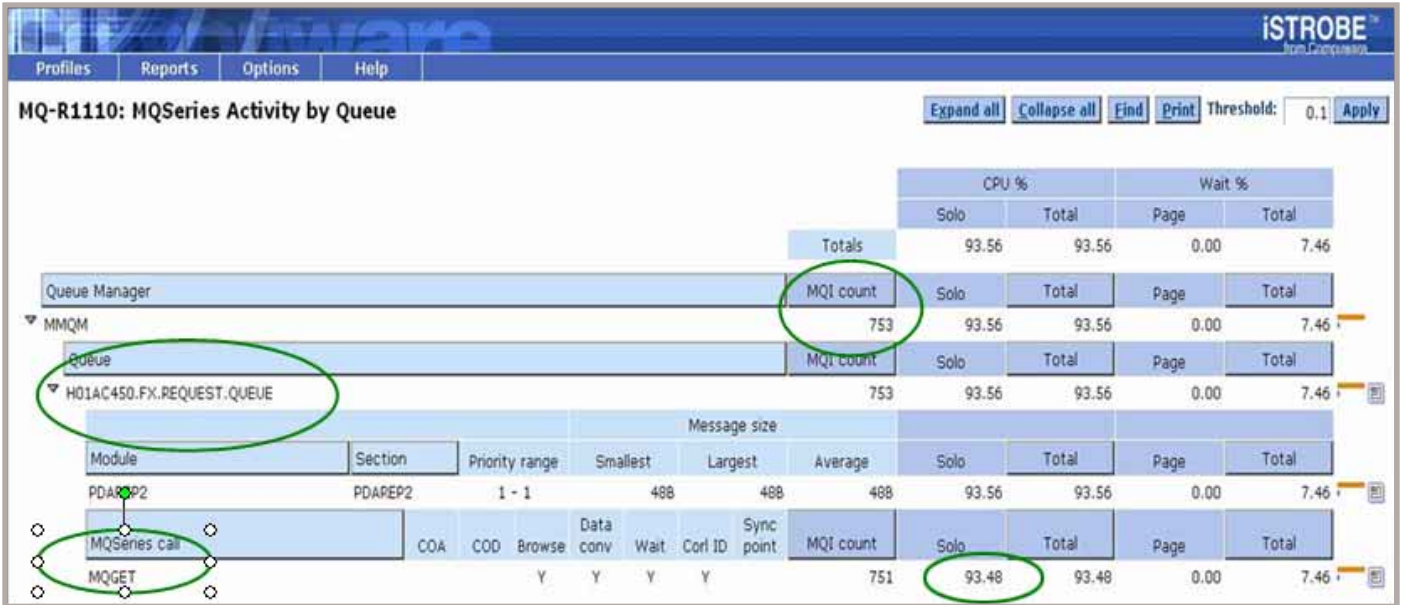 iSTROBE™
from Compuware
Profiles Reports Options Help
MQ-R1110: MQSeries Activity by Queue
Expand all Collapse all Find Print Threshold: 0.1 Apply
CPU % Wait %
Solo Total Page Total
Totals 93.56 93.56 0.00 7.46
Queue Manager MQI count Solo Total Page Total
MMQM 753 93.56 93.56 0.00 7.46
Queue MQI count Solo Total Page Total
H01AC450.FX.REQUEST.QUEUE 753 93.56 93.56 0.00 7.46
Message size
Module Section Priority range Smallest Largest Average Solo Total Page Total
PDAREP2 PDAREP2 1 - 1 488 488 488 93.56 93.56 0.00 7.46
MQSeries call COA COD Browse Data conv Wait Corl ID Sync point MQI count Solo Total Page Total
MQGET Y Y Y Y 751 93.48 93.48 0.00 7.46